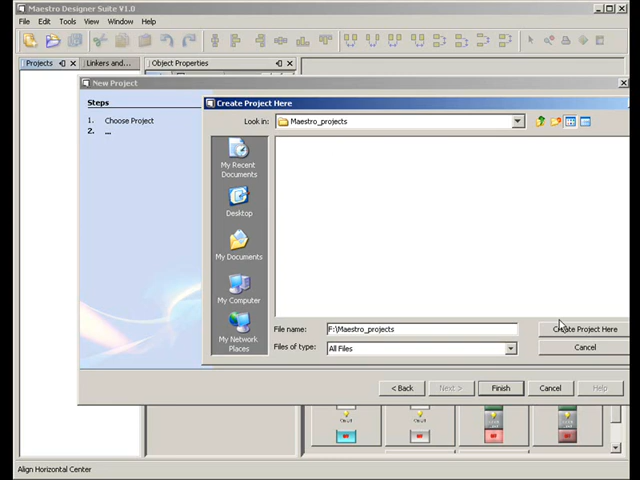 Maestro Designer Suite V1.0
File Edit Tools View Window Help
Projects
Linkers and...
Object Properties
New Project
Steps
1. Choose Project
2. ...
Create Project Here
Look in:
Maestro_projects
My Recent
Documents
Desktop
My Documents
My Computer
My Network
Places
File name:
F:\Maestro_projects
Create Project Here
Files of type:
All Files
Cancel
< Back
Next >
Finish
Cancel
Help
Align Horizontal Center